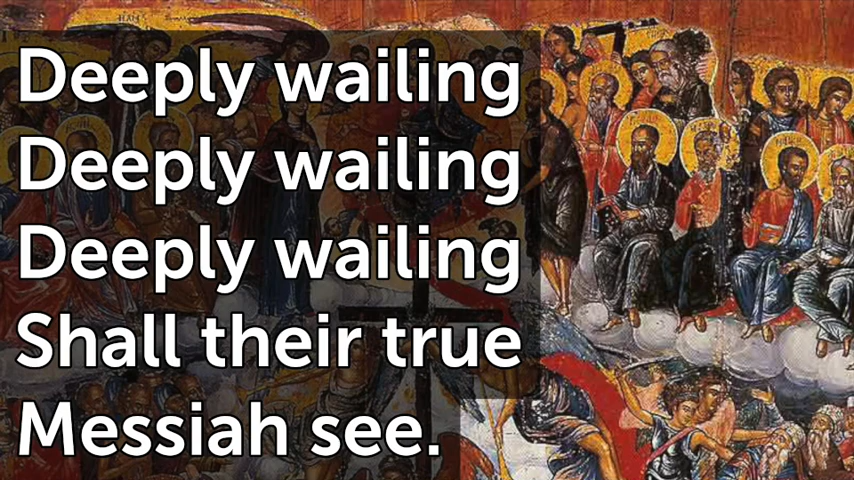 Deeply wailing
Deeply wailing
Deeply wailing
Shall their true
Messiah see.